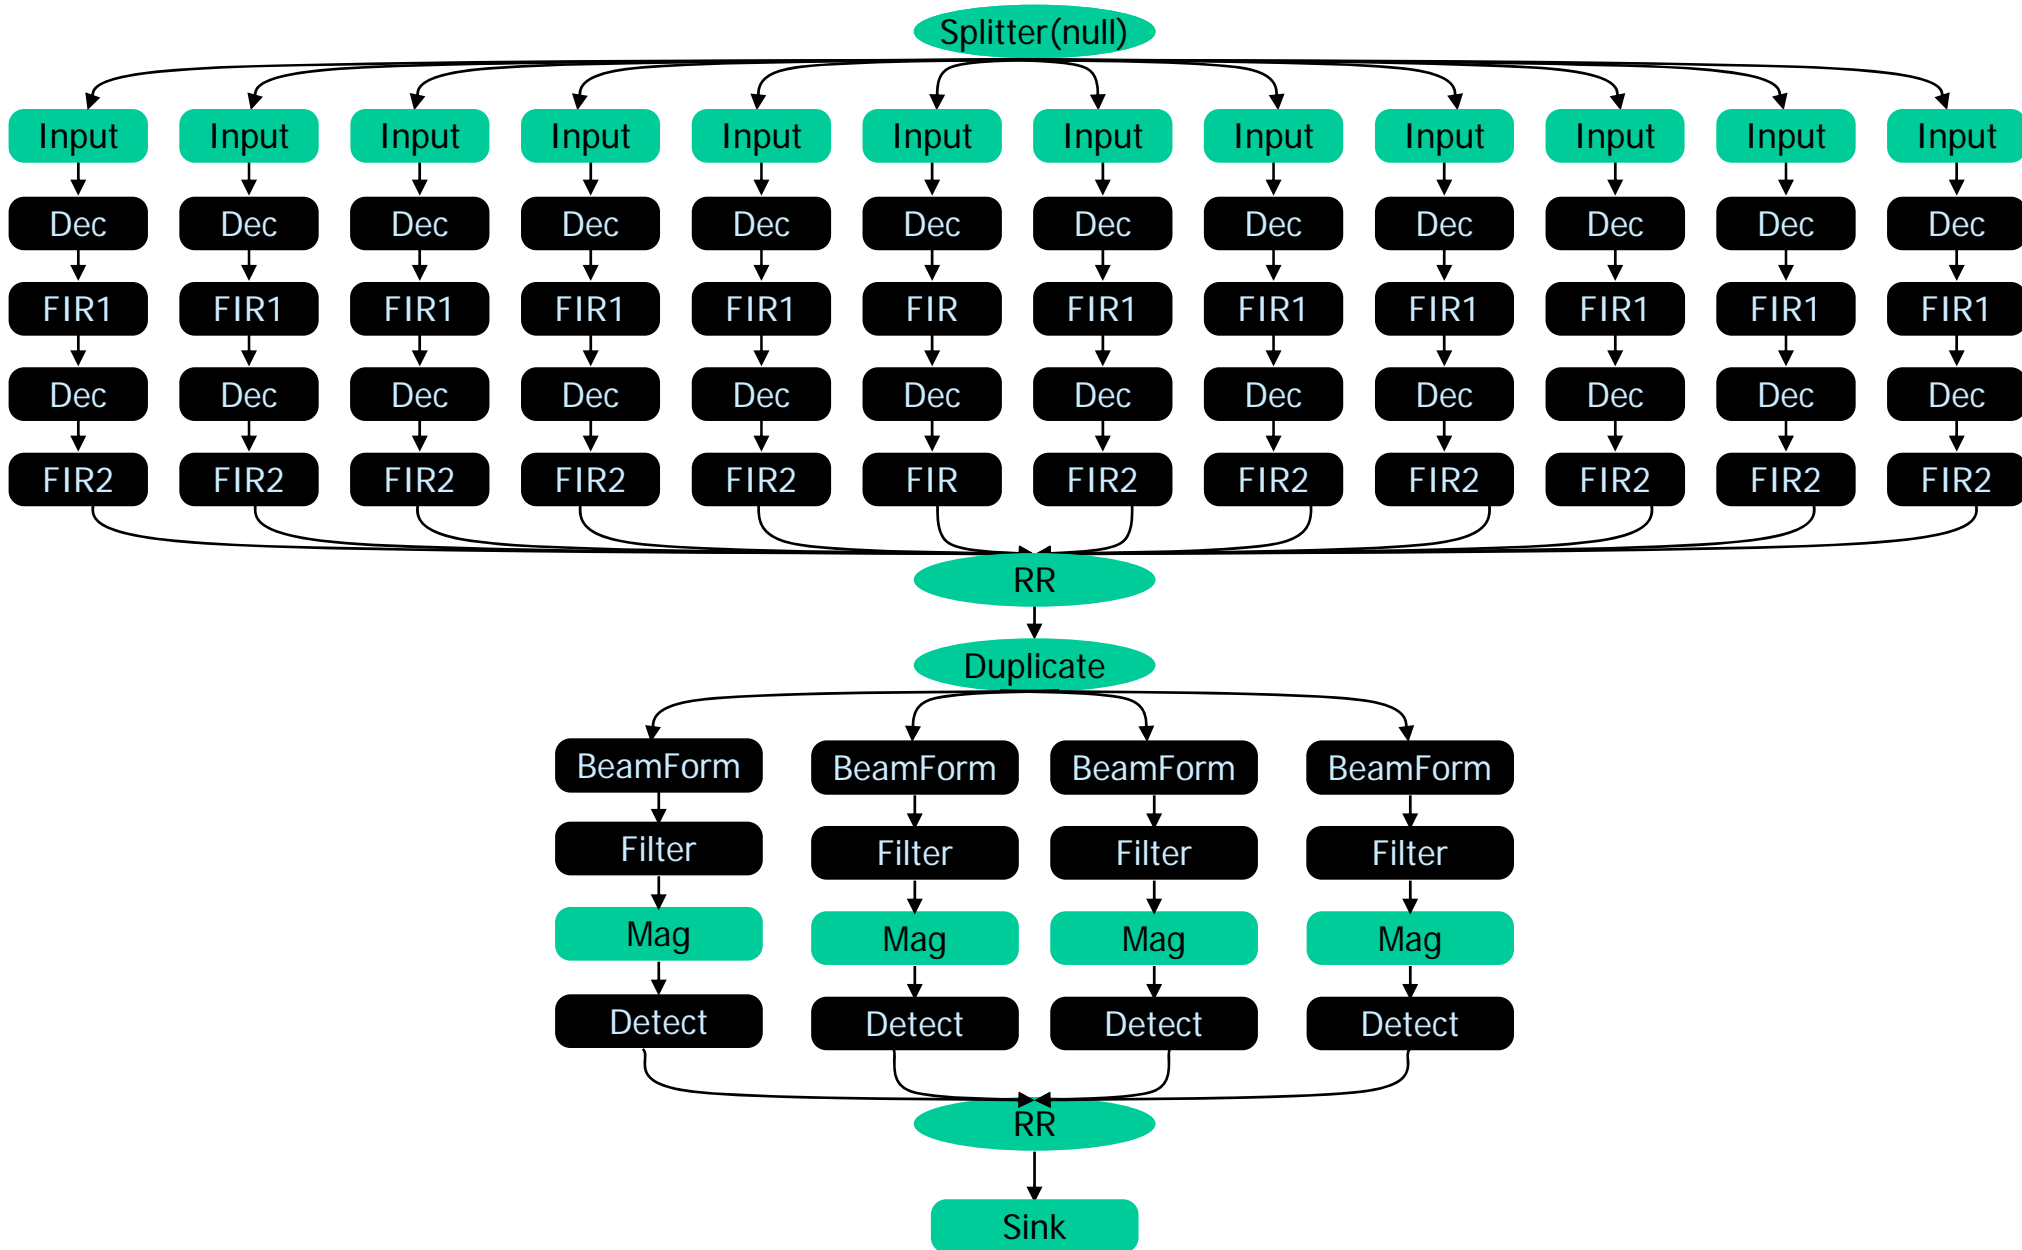 Splitter(null)
Input Input Input Input Input Input Input Input Input Input Input Input
Dec Dec Dec Dec Dec Dec Dec Dec Dec Dec Dec Dec
FIR1 FIR1 FIR1 FIR1 FIR1 FIR FIR1 FIR1 FIR1 FIR1 FIR1 FIR1
Dec Dec Dec Dec Dec Dec Dec Dec Dec Dec Dec Dec
FIR2 FIR2 FIR2 FIR2 FIR2 FIR FIR2 FIR2 FIR2 FIR2 FIR2 FIR2
RR
Duplicate
BeamForm BeamForm BeamForm BeamForm
Filter Filter Filter Filter
Mag Mag Mag Mag
Detect Detect Detect Detect
RR
Sink